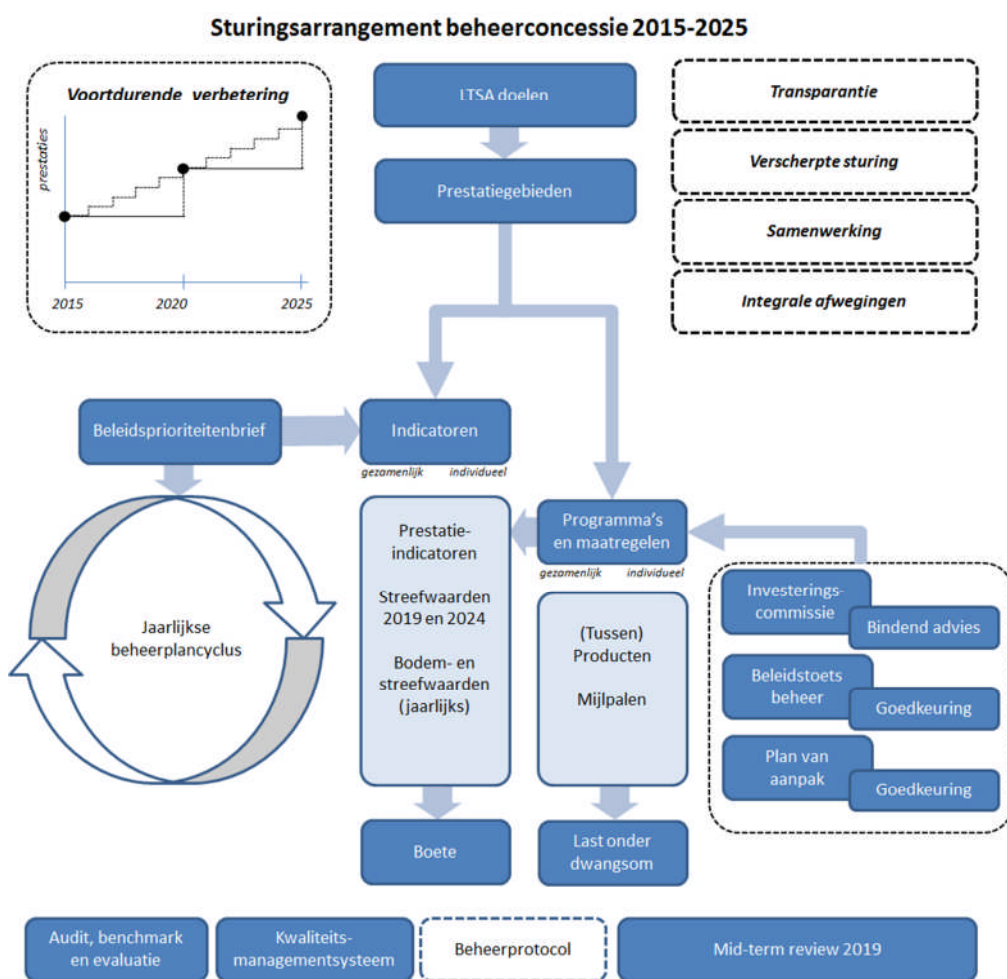 Sturingsarrangement beheerconcessie 2015-2025
Voortdurende verbetering
prestaties
2015
2020
2025
LTSA doelen
Prestatiegebieden
Transparantie
Verscherpte sturing
Samenwerking
Integrale afwegingen
Beleidsprioriteitenbrief
Indicatoren
gezamenlijk
individueel
Jaarlijkse
beheerplancyclus
Prestatie-
indicatoren
Streefwaarden
2019 en 2024
Bodem- en
streefwaarden
(jaarlijks)
Programma's
en maatregelen
gezamenlijk
individueel
(Tussen)
Producten
Mijlpalen
Investerings-
commissie
Bindend advies
Beleidstoets
beheer
Goedkeuring
Plan van
aanpak
Goedkeuring
Boete
Last onder
dwangsom
Audit, benchmark
en evaluatie
Kwaliteits-
managementsysteem
Beheerprotocol
Mid-term review 2019